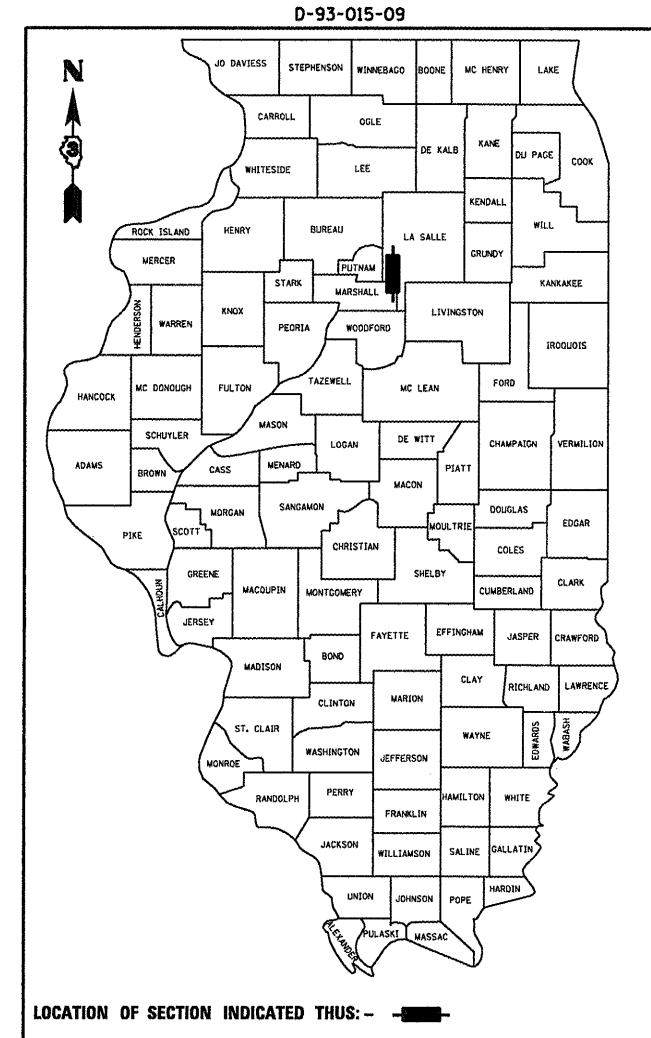 D-93-015-09
N
3
JO DAVIESS STEPHENSON WINNEBAGO BOONE MC HENRY LAKE
CARROLL OGLE DE KALB KANE DU PAGE COOK
WHITESIDE LEE
KENDALL WILL
ROCK ISLAND HENRY BUREAU LA SALLE GRUNDY
MERCER PUTNAM KANKAKEE
STARK MARSHALL
HENDERSON WARREN KNOX PEORIA WOODFORD LIVINGSTON IROQUOIS
HANCOCK MC DONOUGH FULTON TAZEWELL MC LEAN FORD
SCHUYLER MASON LOGAN DE WITT CHAMPAIGN VERMILION
ADAMS BROWN CASS MENARD MACON PIATT
PIKE SCOTT MORGAN SANGAMON MOULTRIE DOUGLAS EDGAR
CHRISTIAN COLES
CALHOUN GREENE MACOUPIN MONTGOMERY SHELBY CUMBERLAND CLARK
JERSEY FAYETTE EFFINGHAM JASPER CRAWFORD
MADISON BOND CLAY RICHLAND LAWRENCE
CLINTON MARION
ST. CLAIR WAYNE EDWARDS WABASH
MONROE WASHINGTON JEFFERSON
RANDOLPH PERRY HAMILTON WHITE
FRANKLIN
JACKSON WILLIAMSON SALINE GALLATIN
UNION JOHNSON POPE HARDIN
ALEXANDER PULASKI MASSAC
LOCATION OF SECTION INDICATED THUS: -